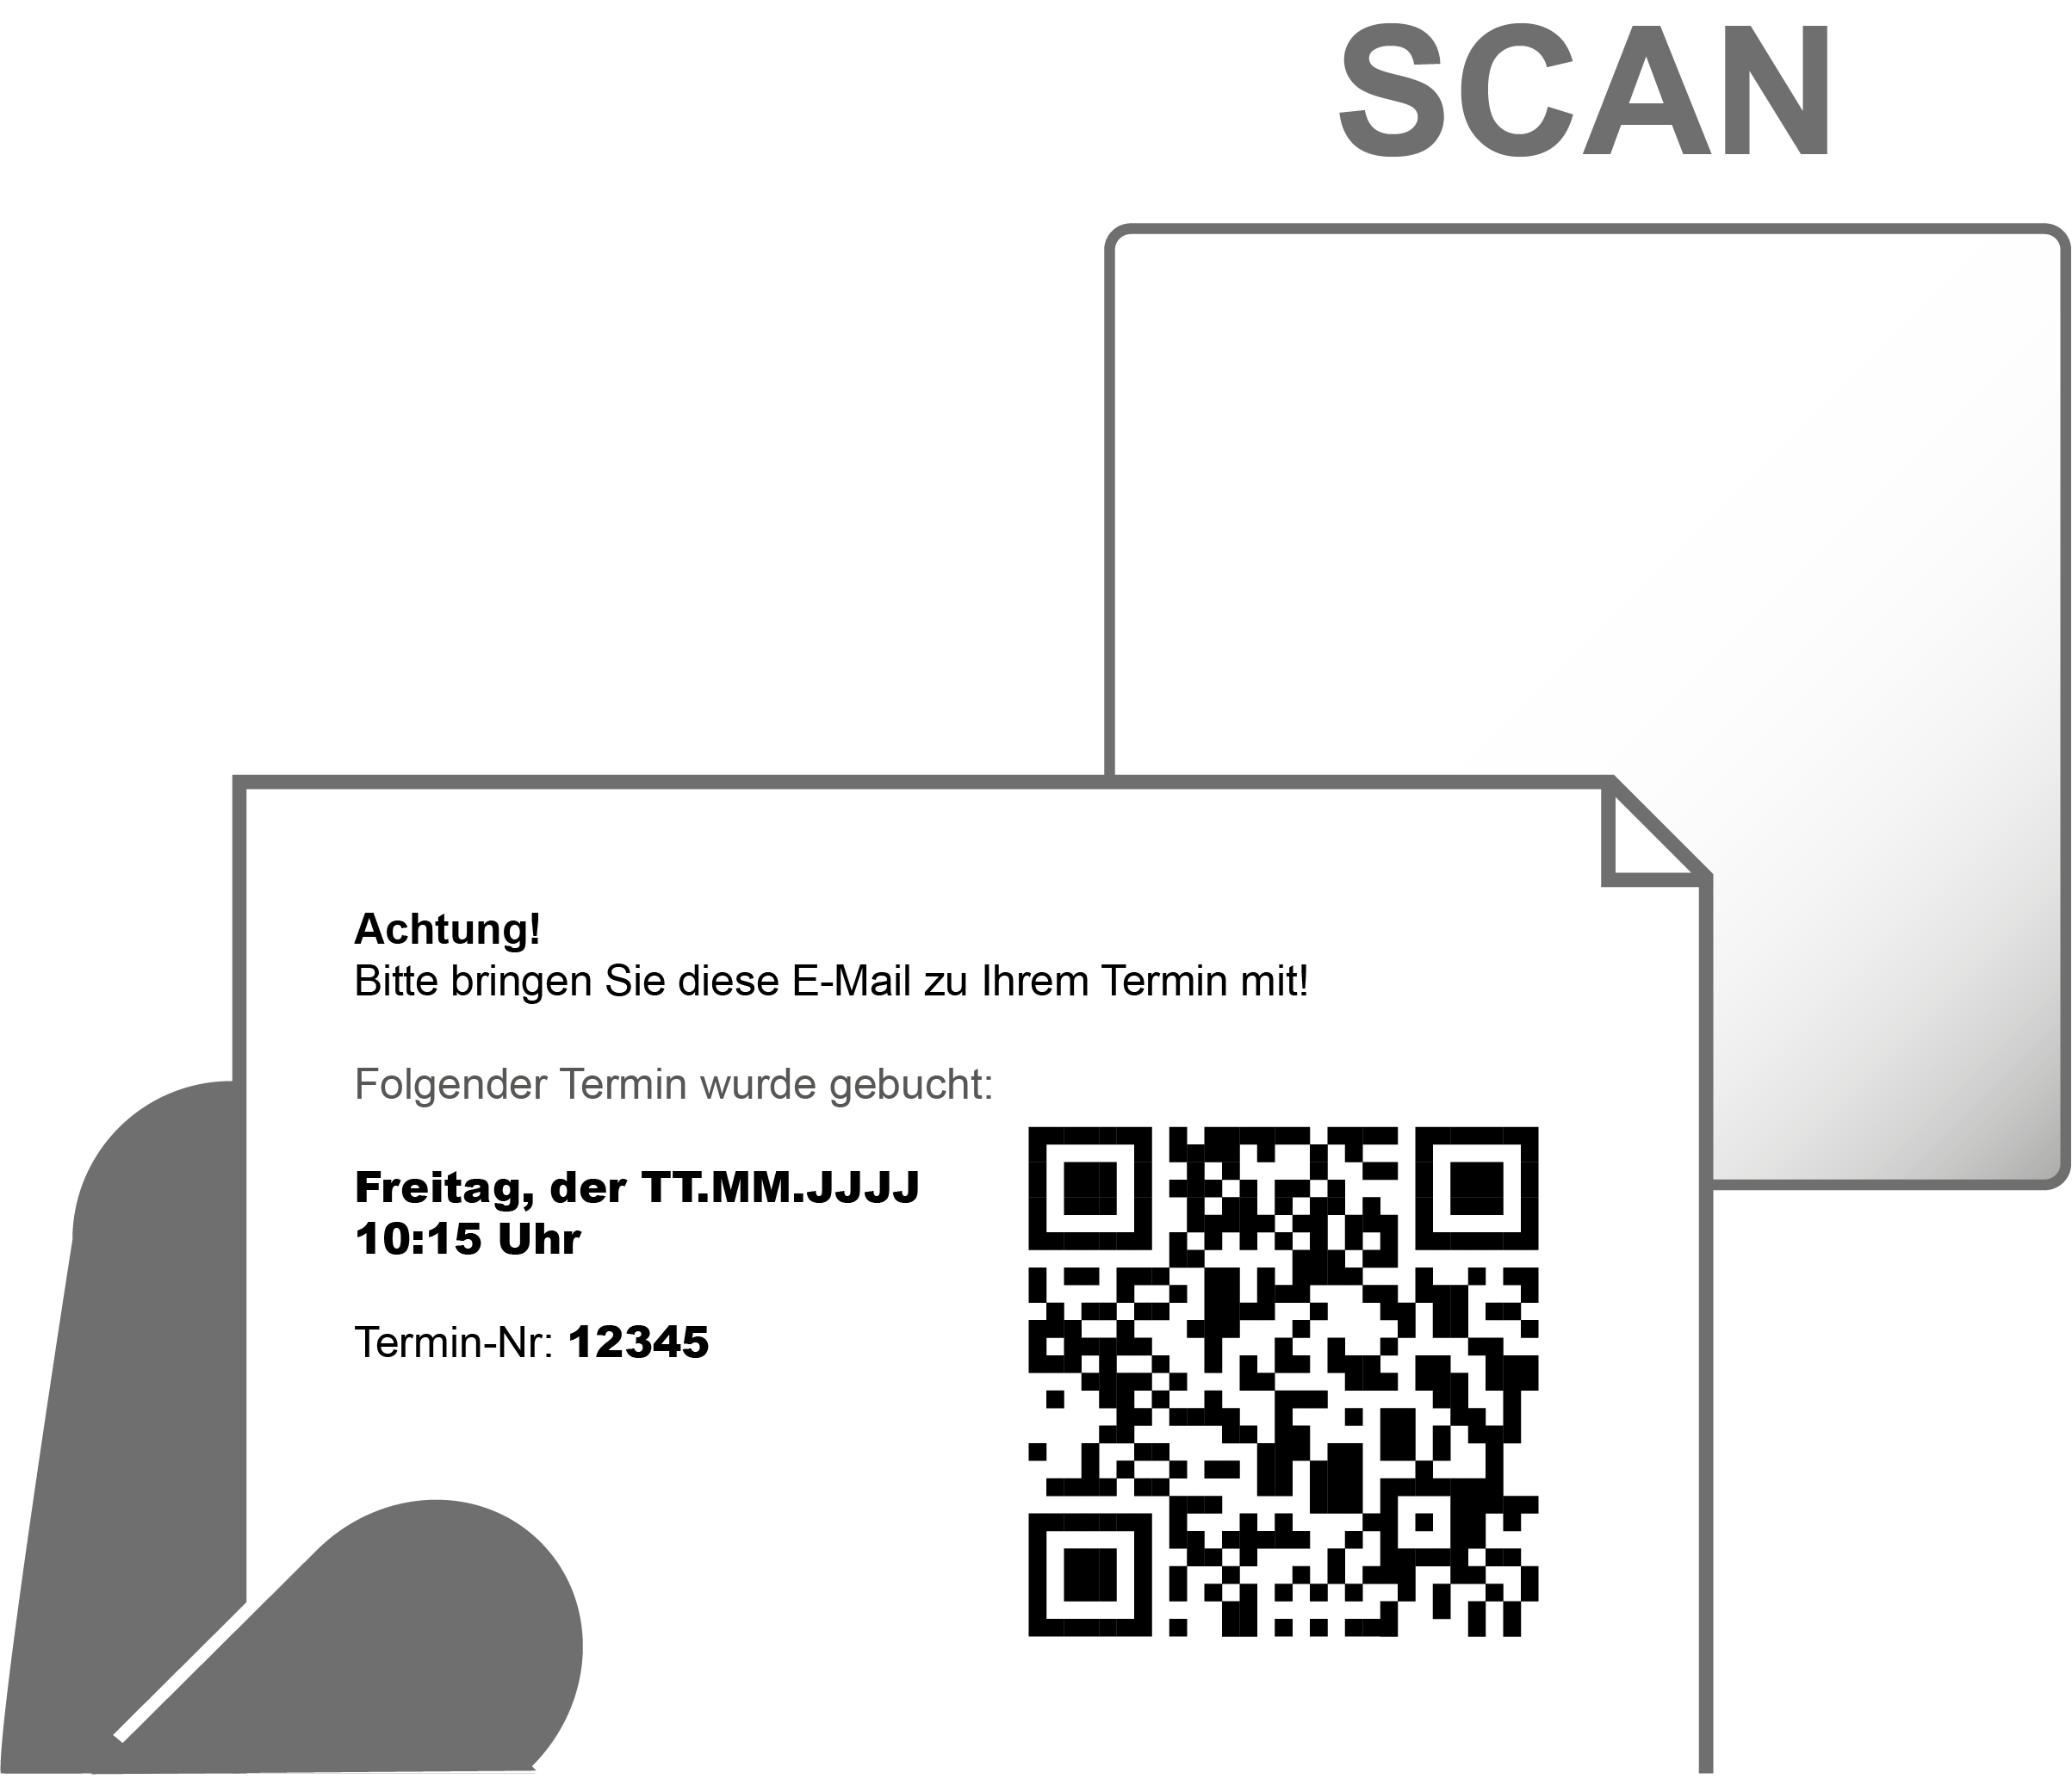 SCAN
Achtung!
Bitte bringen Sie diese E-Mail zu Ihrem Termin mit!
Folgender Termin wurde gebucht:
Freitag, der TT.MM.JJJJ
10:15 Uhr
Termin-Nr: 12345